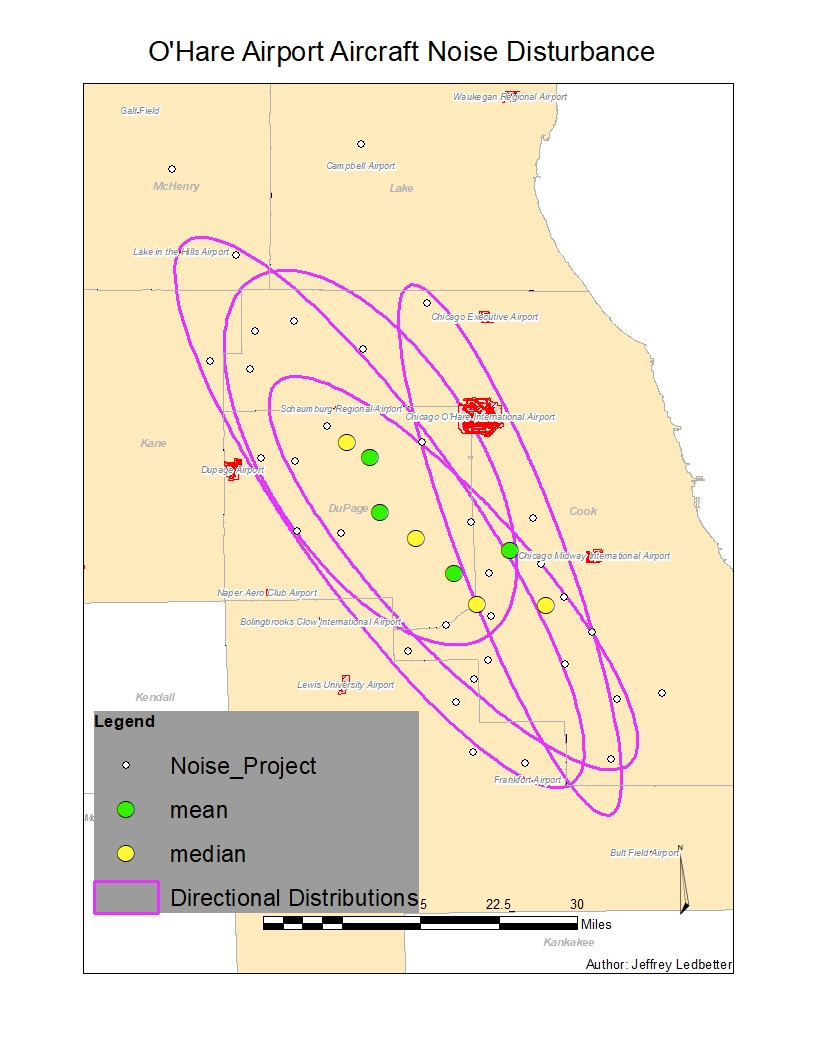 O'Hare Airport Aircraft Noise Disturbance
Waukegan Regional Airport
Galt Field
Campbell Airport
McHenry
Lake
Lake in the Hills Airport
Chicago Executive Airport
Schaumburg Regional Airport
Chicago O'Hare International Airport
Kane
Dupage Airport
DuPage
Cook
Chicago Midway International Airport
Naper Aero Club Airport
Bolingbrooks Clow International Airport
Lewis University Airport
Kendall
Legend
Noise_Project
mean
median
Directional Distributions
Frankfort Airport
Bult Field Airport
N
5 22.5 30
Miles
Kankakee
Author: Jeffrey Ledbetter